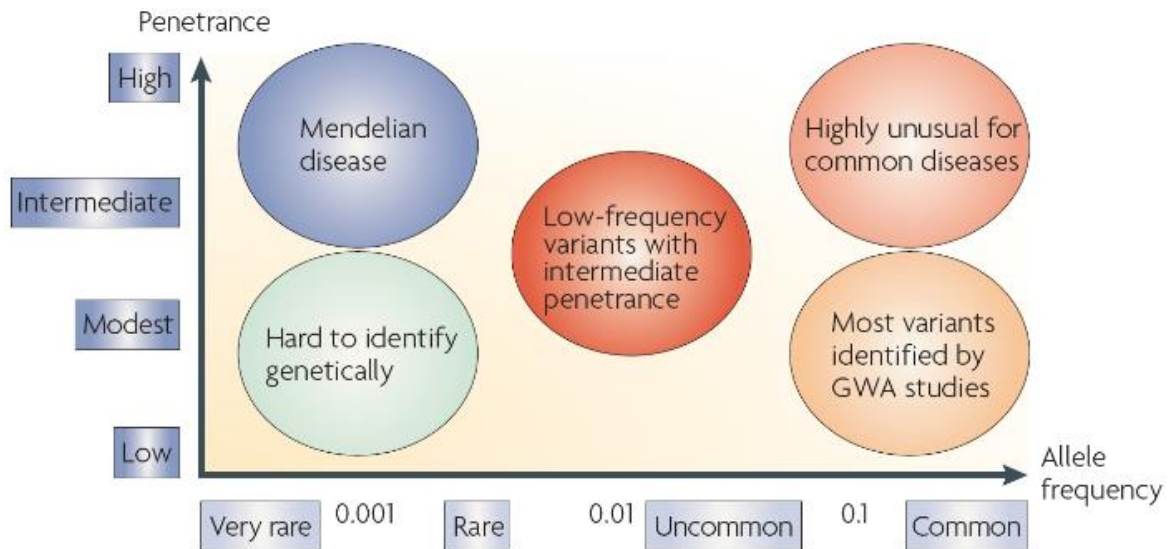 Penetrance
High
Mendelian
disease
Highly unusual for
common diseases
Intermediate
Low-frequency
variants with
intermediate
penetrance
Modest
Hard to identify
genetically
Most variants
identified by
GWA studies
Low
Allele
frequency
Very rare
0.001
Rare
0.01
Uncommon
0.1
Common